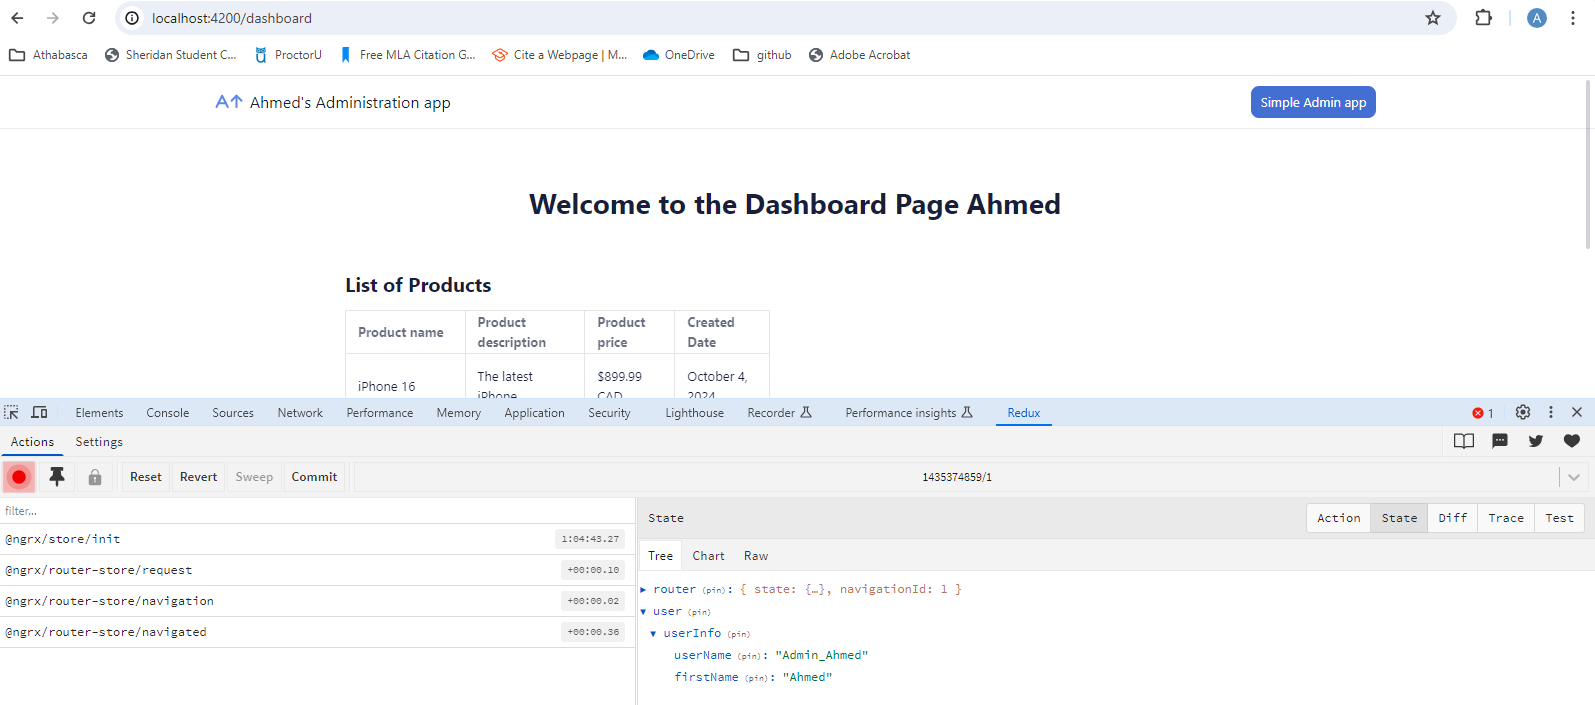 localhost:4200/dashboard
A
Athabasca Sheridan Student C... ProctorU Free MLA Citation G... Cite a Webpage | M... OneDrive github Adobe Acrobat
Ahmed's Administration app Simple Admin app
Welcome to the Dashboard Page Ahmed
List of Products
Product name Product description Product price Created Date
iPhone 16 The latest iPhone $899.99 CAD October 4, 2024
Elements Console Sources Network Performance Memory Application Security Lighthouse Recorder Performance insights Redux 1
Actions Settings
Reset Revert Sweep Commit 1435374859/1
filter...
@ngrx/store/init 1:04:43.27
@ngrx/router-store/request +00:00.10
@ngrx/router-store/navigation +00:00.02
@ngrx/router-store/navigated +00:00.36
State Action State Diff Trace Test
Tree Chart Raw
router (pin): { state: {…}, navigationId: 1 }
user (pin)
userInfo (pin)
userName (pin): "Admin_Ahmed"
firstName (pin): "Ahmed"